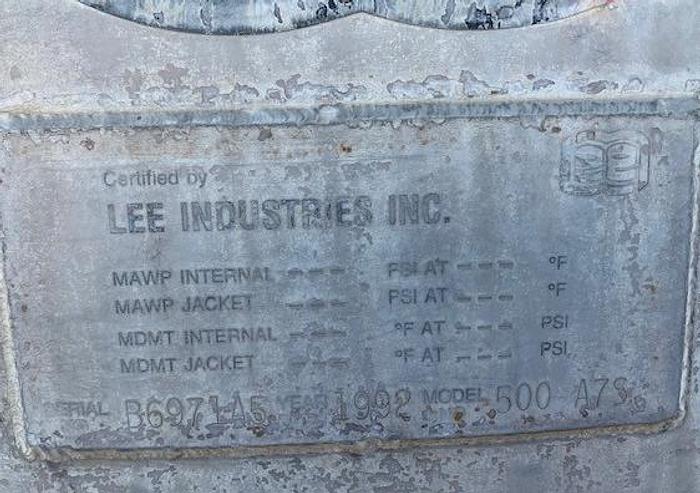 Certified by
LEE INDUSTRIES INC.
MAWP INTERNAL --- PSI AT --- °F
MAWP JACKET --- PSI AT --- °F
MDMT INTERNAL --- °F AT --- PSI
MDMT JACKET --- °F AT --- PSI
SERIAL B6971A5 YEAR 1992 MODEL 500 A7S